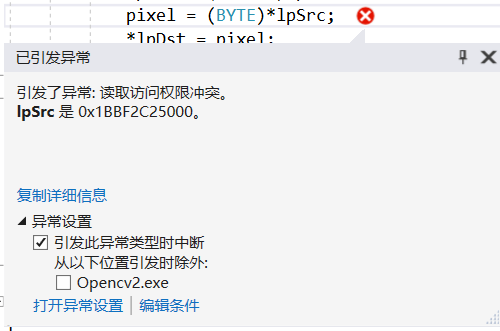 pixel = (BYTE)*lpSrc;
*lpDst = pixel;
已引发异常
引发了异常: 读取访问权限冲突。
lpSrc 是 0x1BBF2C25000。
复制详细信息
异常设置
引发此异常类型时中断
从以下位置引发时除外:
Opencv2.exe
打开异常设置 | 编辑条件